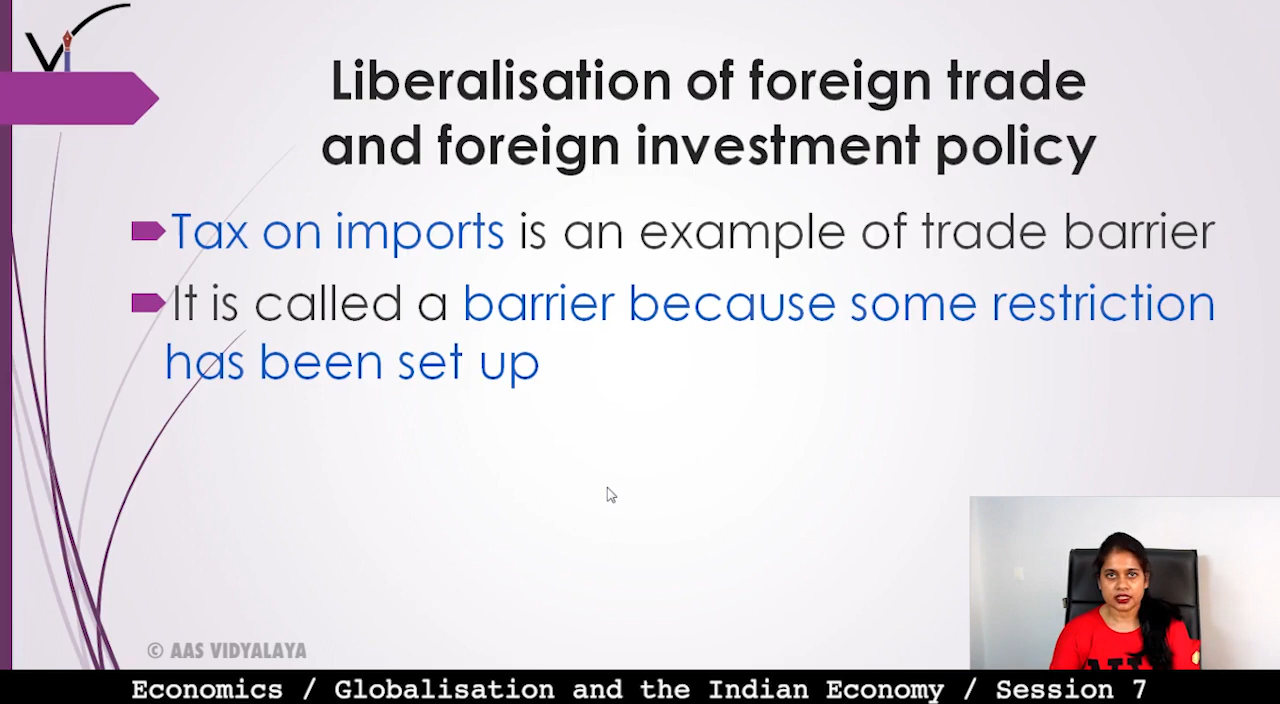 Liberalisation of foreign trade
and foreign investment policy
Tax on imports is an example of trade barrier
It is called a barrier because some restriction
has been set up
© AAS VIDYALAYA
Economics / Globalisation and the Indian Economy / Session 7